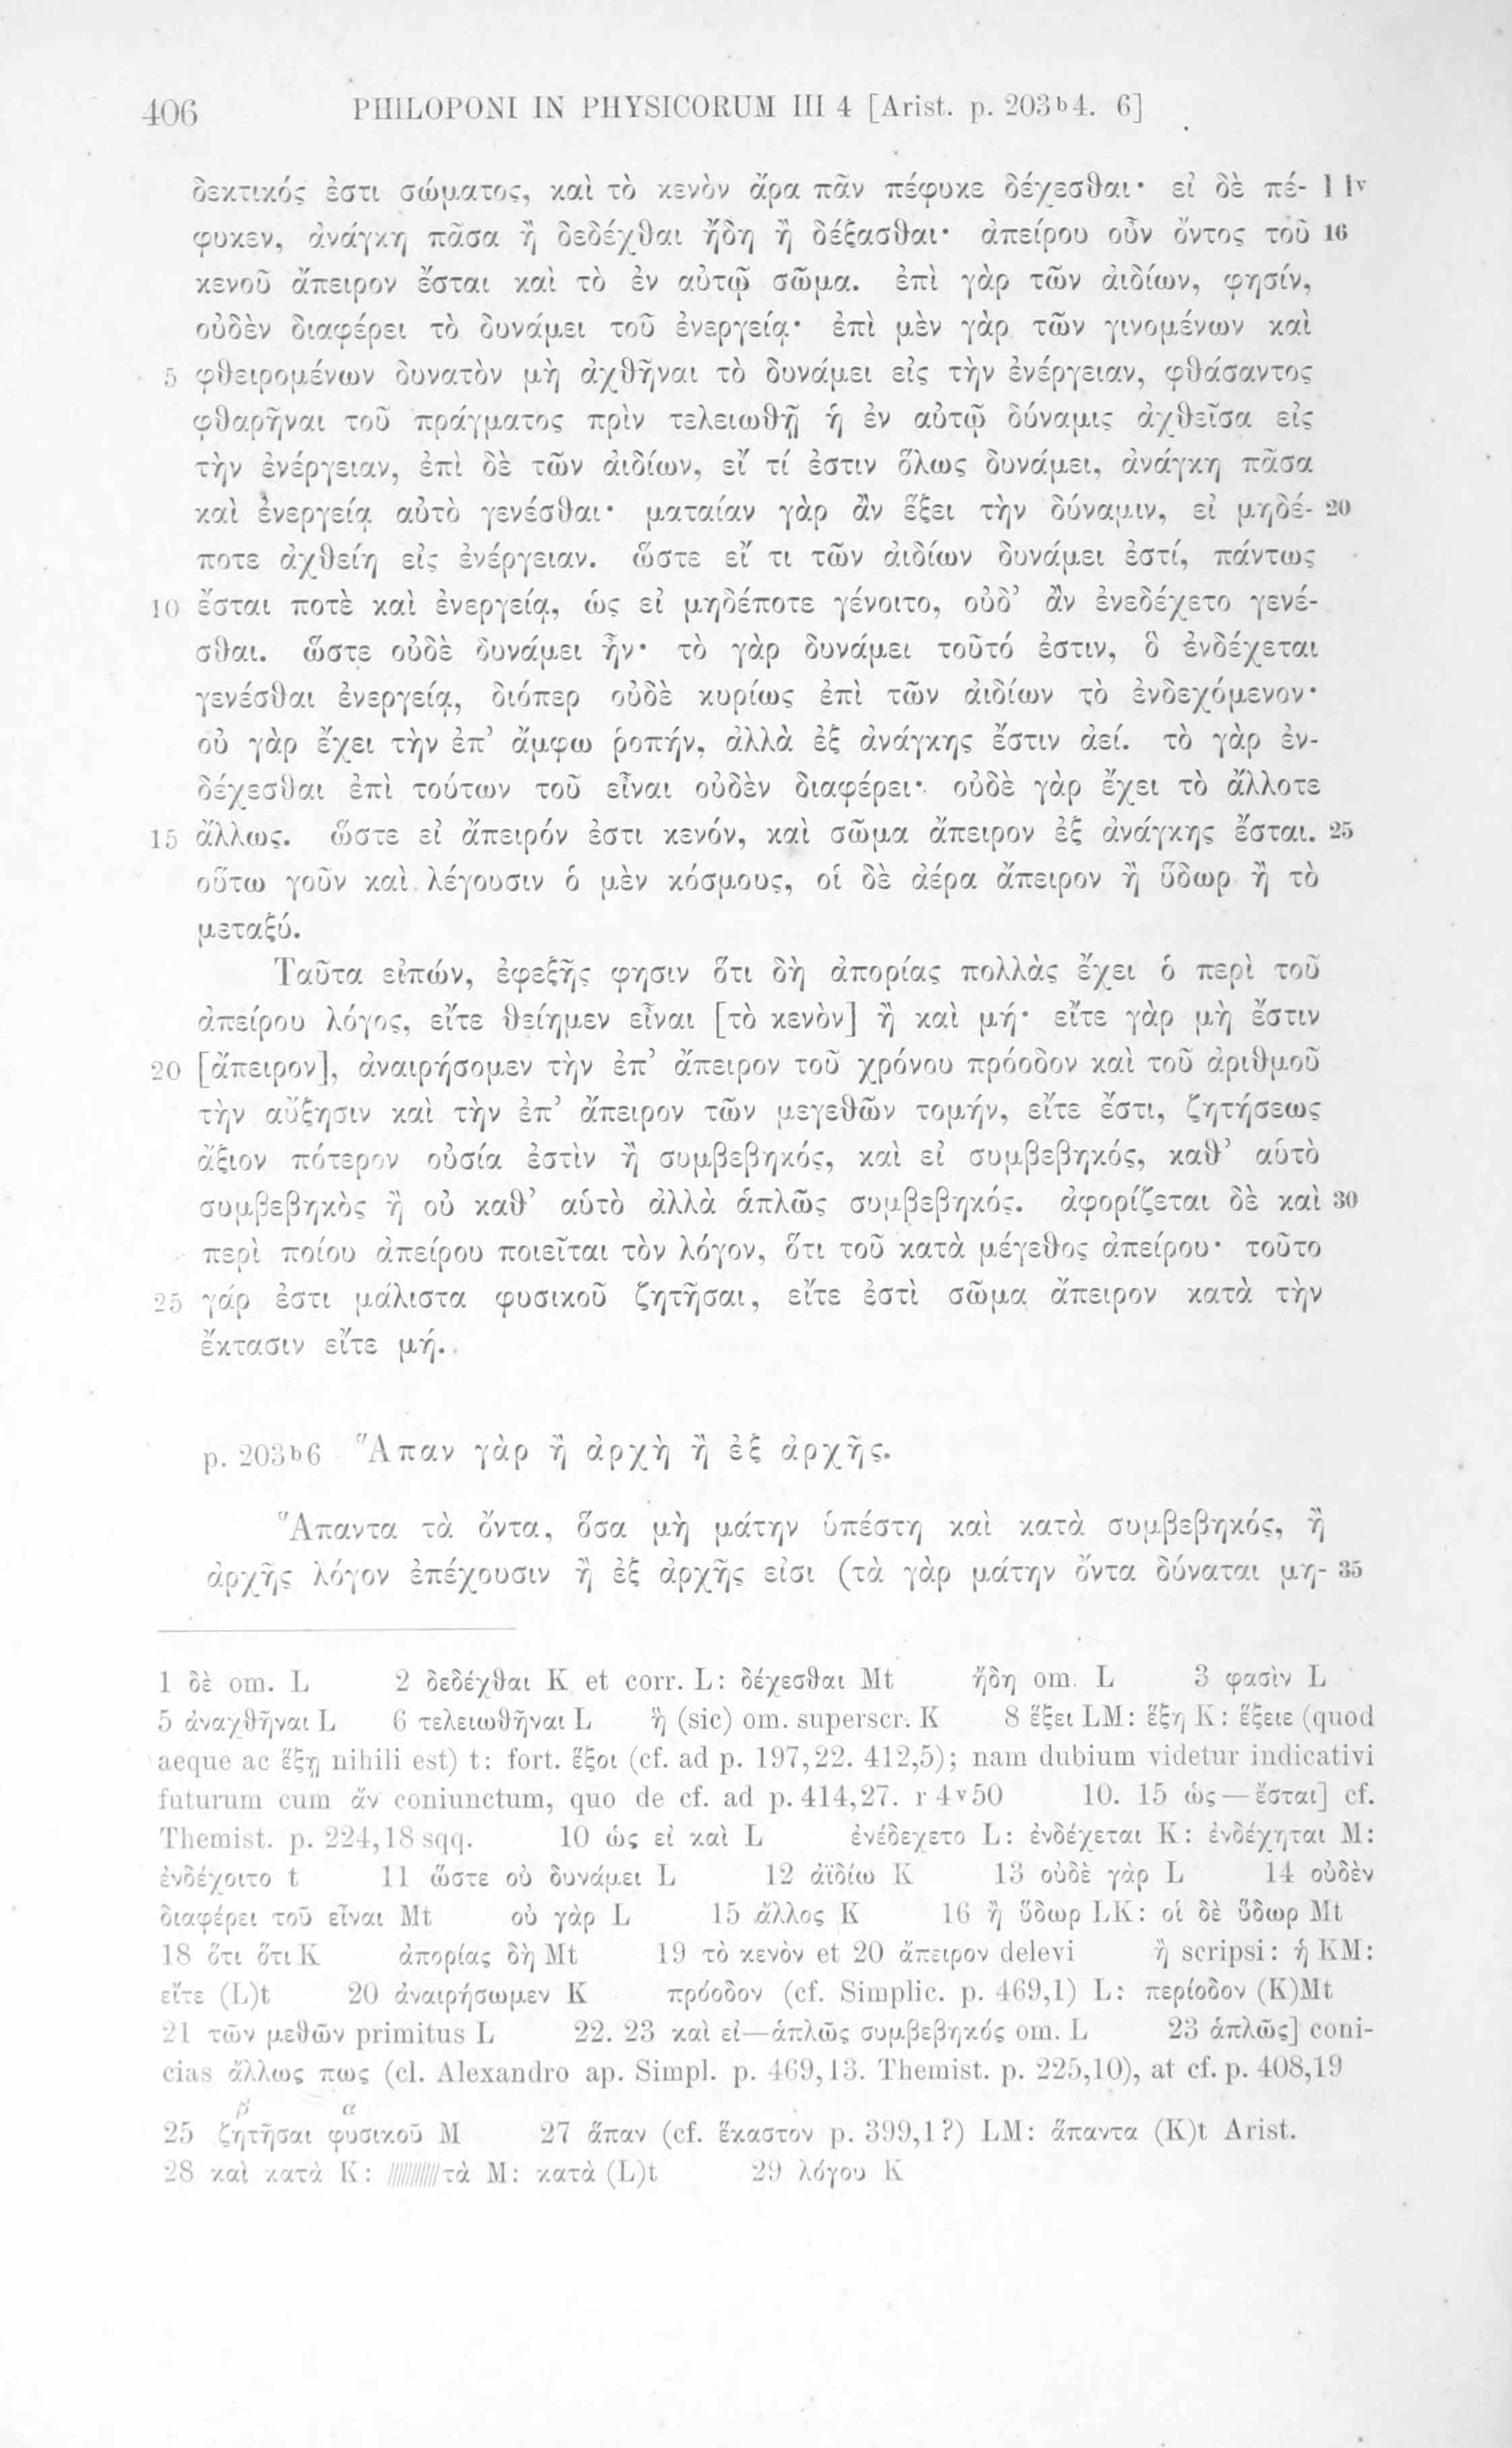 406 PHILOPONI IN PHYSICORUM III 4 [Arist. p. 203ᵇ4. 6]
δεκτικός ἐστι σώματος, καὶ τὸ κενὸν ἄρα πᾶν πέφυκε δέχεσθαι· εἰ δὲ πέ- 11ᵛ
φυκεν, ἀνάγκη πᾶσα ἢ δεδέχθαι ἤδη ἢ δέξασθαι· ἀπείρου οὖν ὄντος τοῦ 16
κενοῦ ἄπειρον ἔσται καὶ τὸ ἐν αὐτῷ σῶμα. ἐπὶ γὰρ τῶν ἀιδίων, φησίν,
οὐδὲν διαφέρει τὸ δυνάμει τοῦ ἐνεργείᾳ· ἐπὶ μὲν γὰρ τῶν γινομένων καὶ
5 φθειρομένων δυνατὸν μὴ ἀχθῆναι τὸ δυνάμει εἰς τὴν ἐνέργειαν, φθάσαντος
φθαρῆναι τοῦ πράγματος πρὶν τελειωθῇ ἡ ἐν αὐτῷ δύναμις ἀχθεῖσα εἰς
τὴν ἐνέργειαν, ἐπὶ δὲ τῶν ἀιδίων, εἴ τί ἐστιν ὅλως δυνάμει, ἀνάγκη πᾶσα
καὶ ἐνεργείᾳ αὐτὸ γενέσθαι· ματαίαν γὰρ ἂν ἕξει τὴν δύναμιν, εἰ μηδέ- 20
ποτε ἀχθείη εἰς ἐνέργειαν. ὥστε εἴ τι τῶν ἀιδίων δυνάμει ἐστί, πάντως
10 ἔσται ποτὲ καὶ ἐνεργείᾳ, ὡς εἰ μηδέποτε γένοιτο, οὐδ’ ἂν ἐνεδέχετο γενέ-
σθαι. ὥστε οὐδὲ δυνάμει ἦν· τὸ γὰρ δυνάμει τοῦτό ἐστιν, ὃ ἐνδέχεται
γενέσθαι ἐνεργείᾳ, διόπερ οὐδὲ κυρίως ἐπὶ τῶν ἀιδίων τὸ ἐνδεχόμενον·
οὐ γὰρ ἔχει τὴν ἐπ’ ἄμφω ῥοπήν, ἀλλὰ ἐξ ἀνάγκης ἔστιν ἀεί. τὸ γὰρ ἐν-
δέχεσθαι ἐπὶ τούτων τοῦ εἶναι οὐδὲν διαφέρει· οὐδὲ γὰρ ἔχει τὸ ἄλλοτε
15 ἄλλως. ὥστε εἰ ἄπειρόν ἐστι κενόν, καὶ σῶμα ἄπειρον ἐξ ἀνάγκης ἔσται. 25
οὕτω γοῦν καὶ λέγουσιν ὁ μὲν κόσμους, οἱ δὲ ἀέρα ἄπειρον ἢ ὕδωρ ἢ τὸ
μεταξύ.
Ταῦτα εἰπών, ἐφεξῆς φησιν ὅτι δὴ ἀπορίας πολλὰς ἔχει ὁ περὶ τοῦ
ἀπείρου λόγος, εἴτε θείημεν εἶναι [τὸ κενὸν] ἢ καὶ μή· εἴτε γὰρ μὴ ἔστιν
20 [ἄπειρον], ἀναιρήσομεν τὴν ἐπ’ ἄπειρον τοῦ χρόνου πρόοδον καὶ τοῦ ἀριθμοῦ
τὴν αὔξησιν καὶ τὴν ἐπ’ ἄπειρον τῶν μεγεθῶν τομήν, εἴτε ἔστι, ζητήσεως
ἄξιον πότερον οὐσία ἐστὶν ἢ συμβεβηκός, καὶ εἰ συμβεβηκός, καθ’ αὑτὸ
συμβεβηκὸς ἢ οὐ καθ’ αὑτὸ ἀλλὰ ἁπλῶς συμβεβηκός. ἀφορίζεται δὲ καὶ 30
περὶ ποίου ἀπείρου ποιεῖται τὸν λόγον, ὅτι τοῦ κατὰ μέγεθος ἀπείρου· τοῦτο
25 γάρ ἐστι μάλιστα φυσικοῦ ζητῆσαι, εἴτε ἐστὶ σῶμα ἄπειρον κατὰ τὴν
ἔκτασιν εἴτε μή.
p. 203ᵇ6 Ἅπαν γὰρ ἢ ἀρχὴ ἢ ἐξ ἀρχῆς.
Ἅπαντα τὰ ὄντα, ὅσα μὴ μάτην ὑπέστη καὶ κατὰ συμβεβηκός, ἢ
ἀρχῆς λόγον ἐπέχουσιν ἢ ἐξ ἀρχῆς εἰσι (τὰ γὰρ μάτην ὄντα δύναται μη- 35
1 δὲ om. L 2 δεδέχθαι K et corr. L: δέχεσθαι Mt ἤδη om. L 3 φασὶν L
5 ἀναχθῆναι L 6 τελειωθῆναι L ἢ (sic) om. superscr. K 8 ἕξει LM: ἕξη K: ἕξειε (quod
aeque ac ἕξῃ nihili est) t: fort. ἕξοι (cf. ad p. 197,22. 412,5); nam dubium videtur indicativi
futurum cum ἄν coniunctum, quo de cf. ad p. 414,27. r 4ᵛ50 10. 15 ὡς—ἔσται] cf.
Themist. p. 224,18 sqq. 10 ὡς εἰ καὶ L ἐνέδεχετο L: ἐνδέχεται K: ἐνδέχηται M:
ἐνδέχοιτο t 11 ὥστε οὐ δυνάμει L 12 ἀϊδίω K 13 οὐδὲ γὰρ L 14 οὐδὲν
διαφέρει τοῦ εἶναι Mt οὐ γὰρ L 15 ἄλλος K 16 ἢ ὕδωρ LK: οἱ δὲ ὕδωρ Mt
18 ὅτι ὅτι K ἀπορίας δὴ Mt 19 τὸ κενὸν et 20 ἄπειρον delevi ἢ scripsi: ἡ KM:
εἴτε (L)t 20 ἀναιρήσωμεν K πρόοδον (cf. Simplic. p. 469,1) L: περίοδον (K)Mt
21 τῶν μεθῶν primitus L 22. 23 καὶ εἰ—ἁπλῶς συμβεβηκός om. L 23 ἁπλῶς] coni-
cias ἄλλως πως (cl. Alexandro ap. Simpl. p. 469,13. Themist. p. 225,10), at cf. p. 408,19
β α
25 ζητῆσαι φυσικοῦ M 27 ἅπαν (cf. ἕκαστον p. 399,1?) LM: ἅπαντα (K)t Arist.
28 καὶ κατὰ K: ////////τὰ M: κατὰ (L)t 29 λόγου K